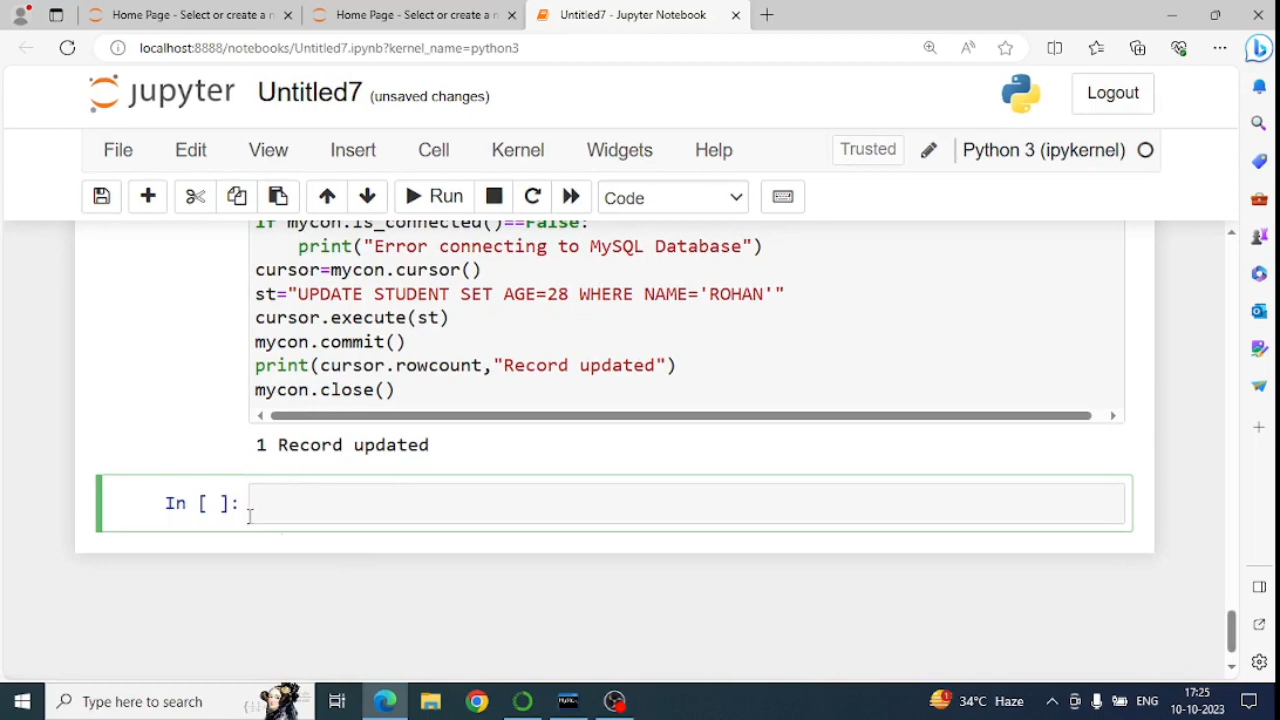 Home Page - Select or create a n
Home Page - Select or create a n
Untitled7 - Jupyter Notebook
localhost:8888/notebooks/Untitled7.ipynb?kernel_name=python3
jupyter Untitled7 (unsaved changes)
Logout
File Edit View Insert Cell Kernel Widgets Help Trusted Python 3 (ipykernel)
Run Code
if mycon.is_connected()==False:
print("Error connecting to MySQL Database")
cursor=mycon.cursor()
st="UPDATE STUDENT SET AGE=28 WHERE NAME='ROHAN'"
cursor.execute(st)
mycon.commit()
print(cursor.rowcount,"Record updated")
mycon.close()
1 Record updated
In [ ]:
Type here to search
34°C Haze
ENG
17:25
10-10-2023